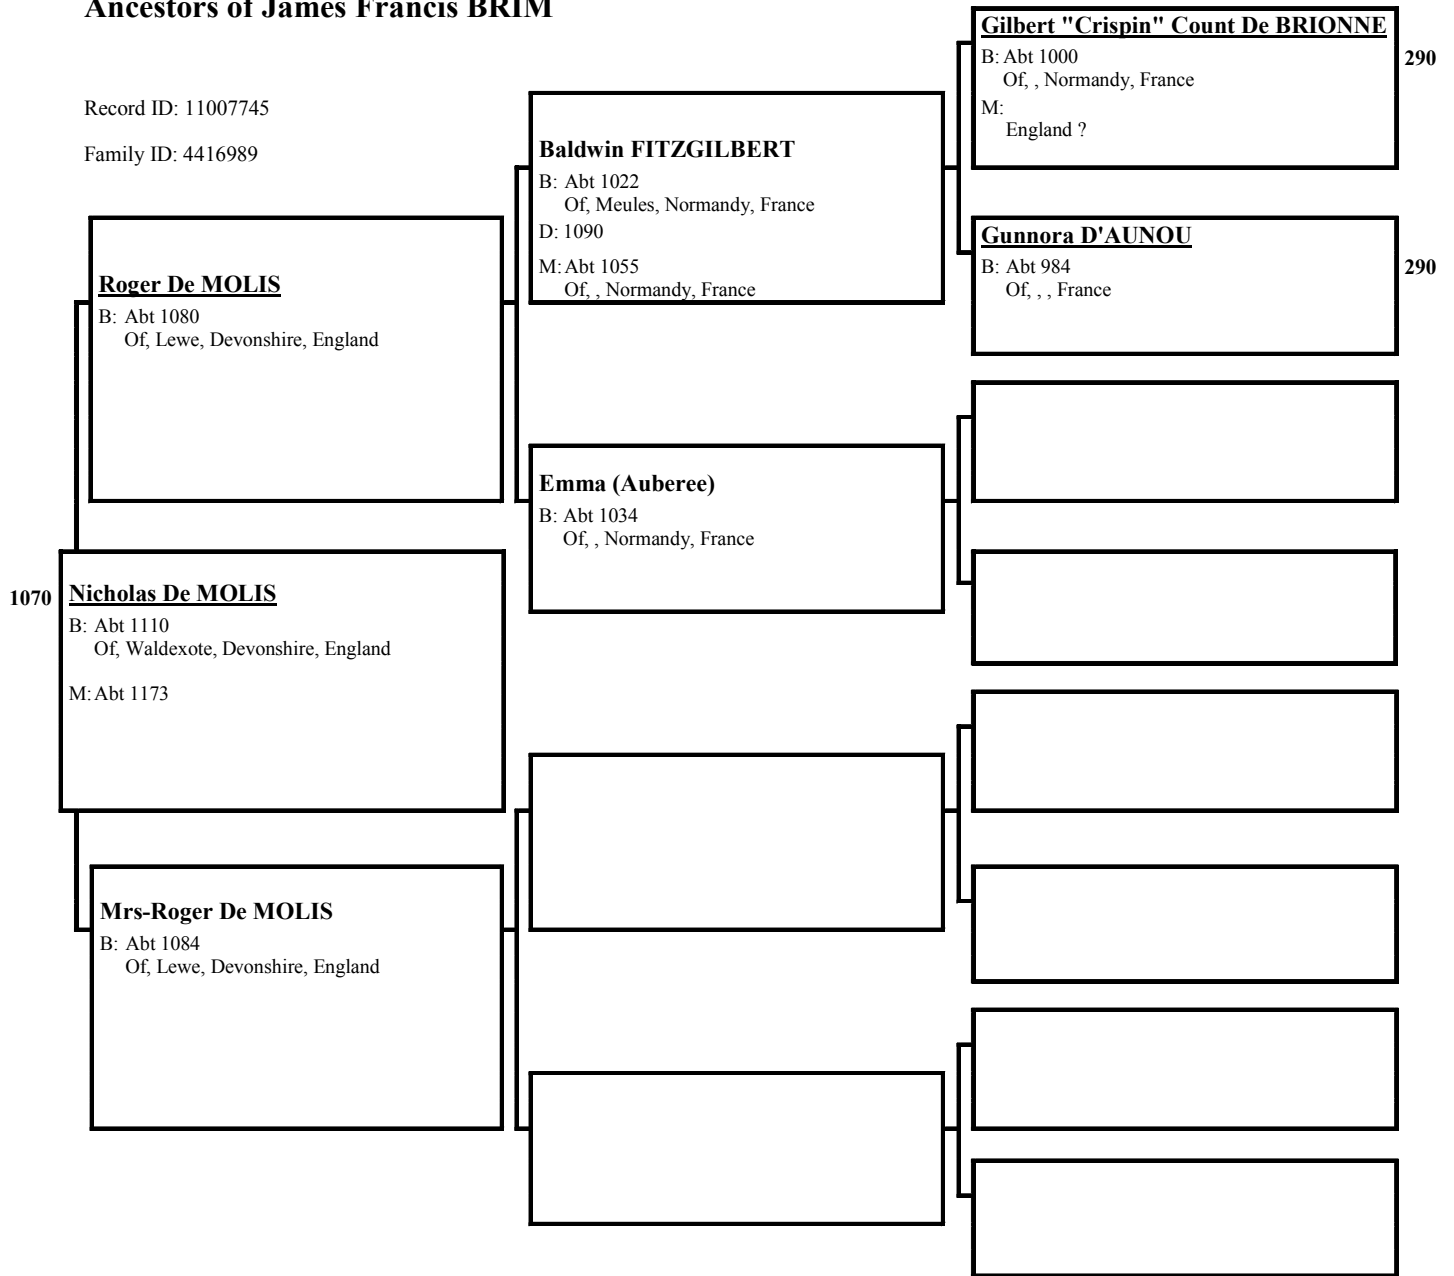 Ancestors of James Francis BRIM
Record ID: 11007745
Family ID: 4416989
Gilbert "Crispin" Count De BRIONNE
B: Abt 1000
Of, , Normandy, France
M:
England ?
290
Baldwin FITZGILBERT
B: Abt 1022
Of, Meules, Normandy, France
D: 1090
M: Abt 1055
Of, , Normandy, France
Gunnora D'AUNOU
B: Abt 984
Of, , , France
290
Roger De MOLIS
B: Abt 1080
Of, Lewe, Devonshire, England
Emma (Auberee)
B: Abt 1034
Of, , Normandy, France
1070
Nicholas De MOLIS
B: Abt 1110
Of, Waldexote, Devonshire, England
M: Abt 1173
Mrs-Roger De MOLIS
B: Abt 1084
Of, Lewe, Devonshire, England